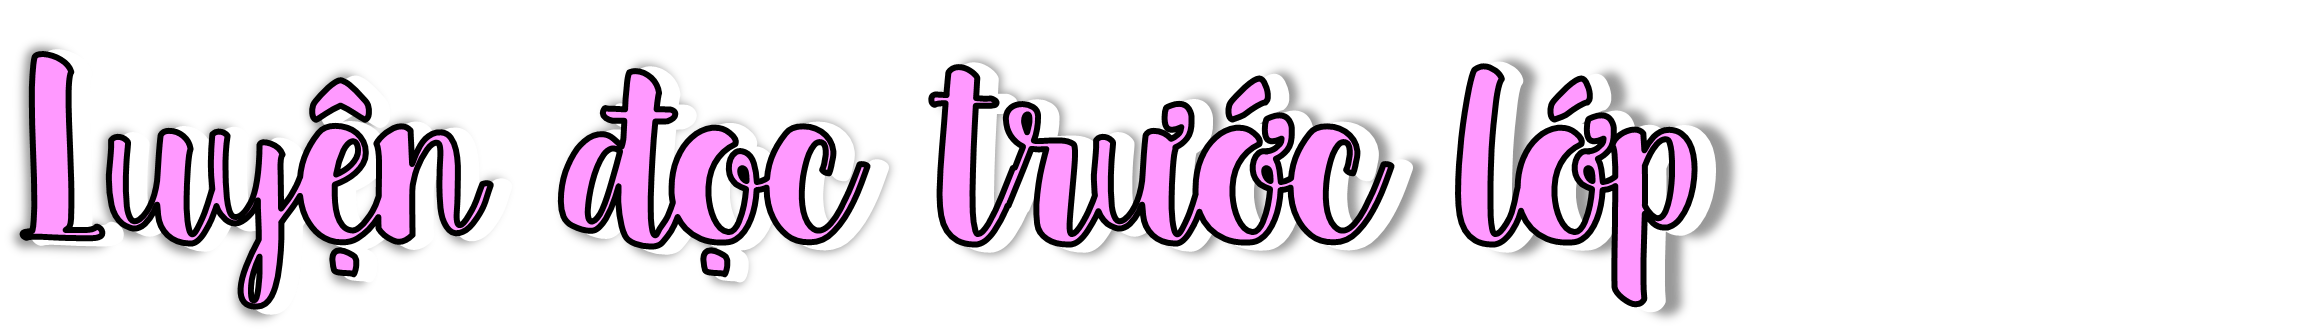 Luyện đọc trước lớp